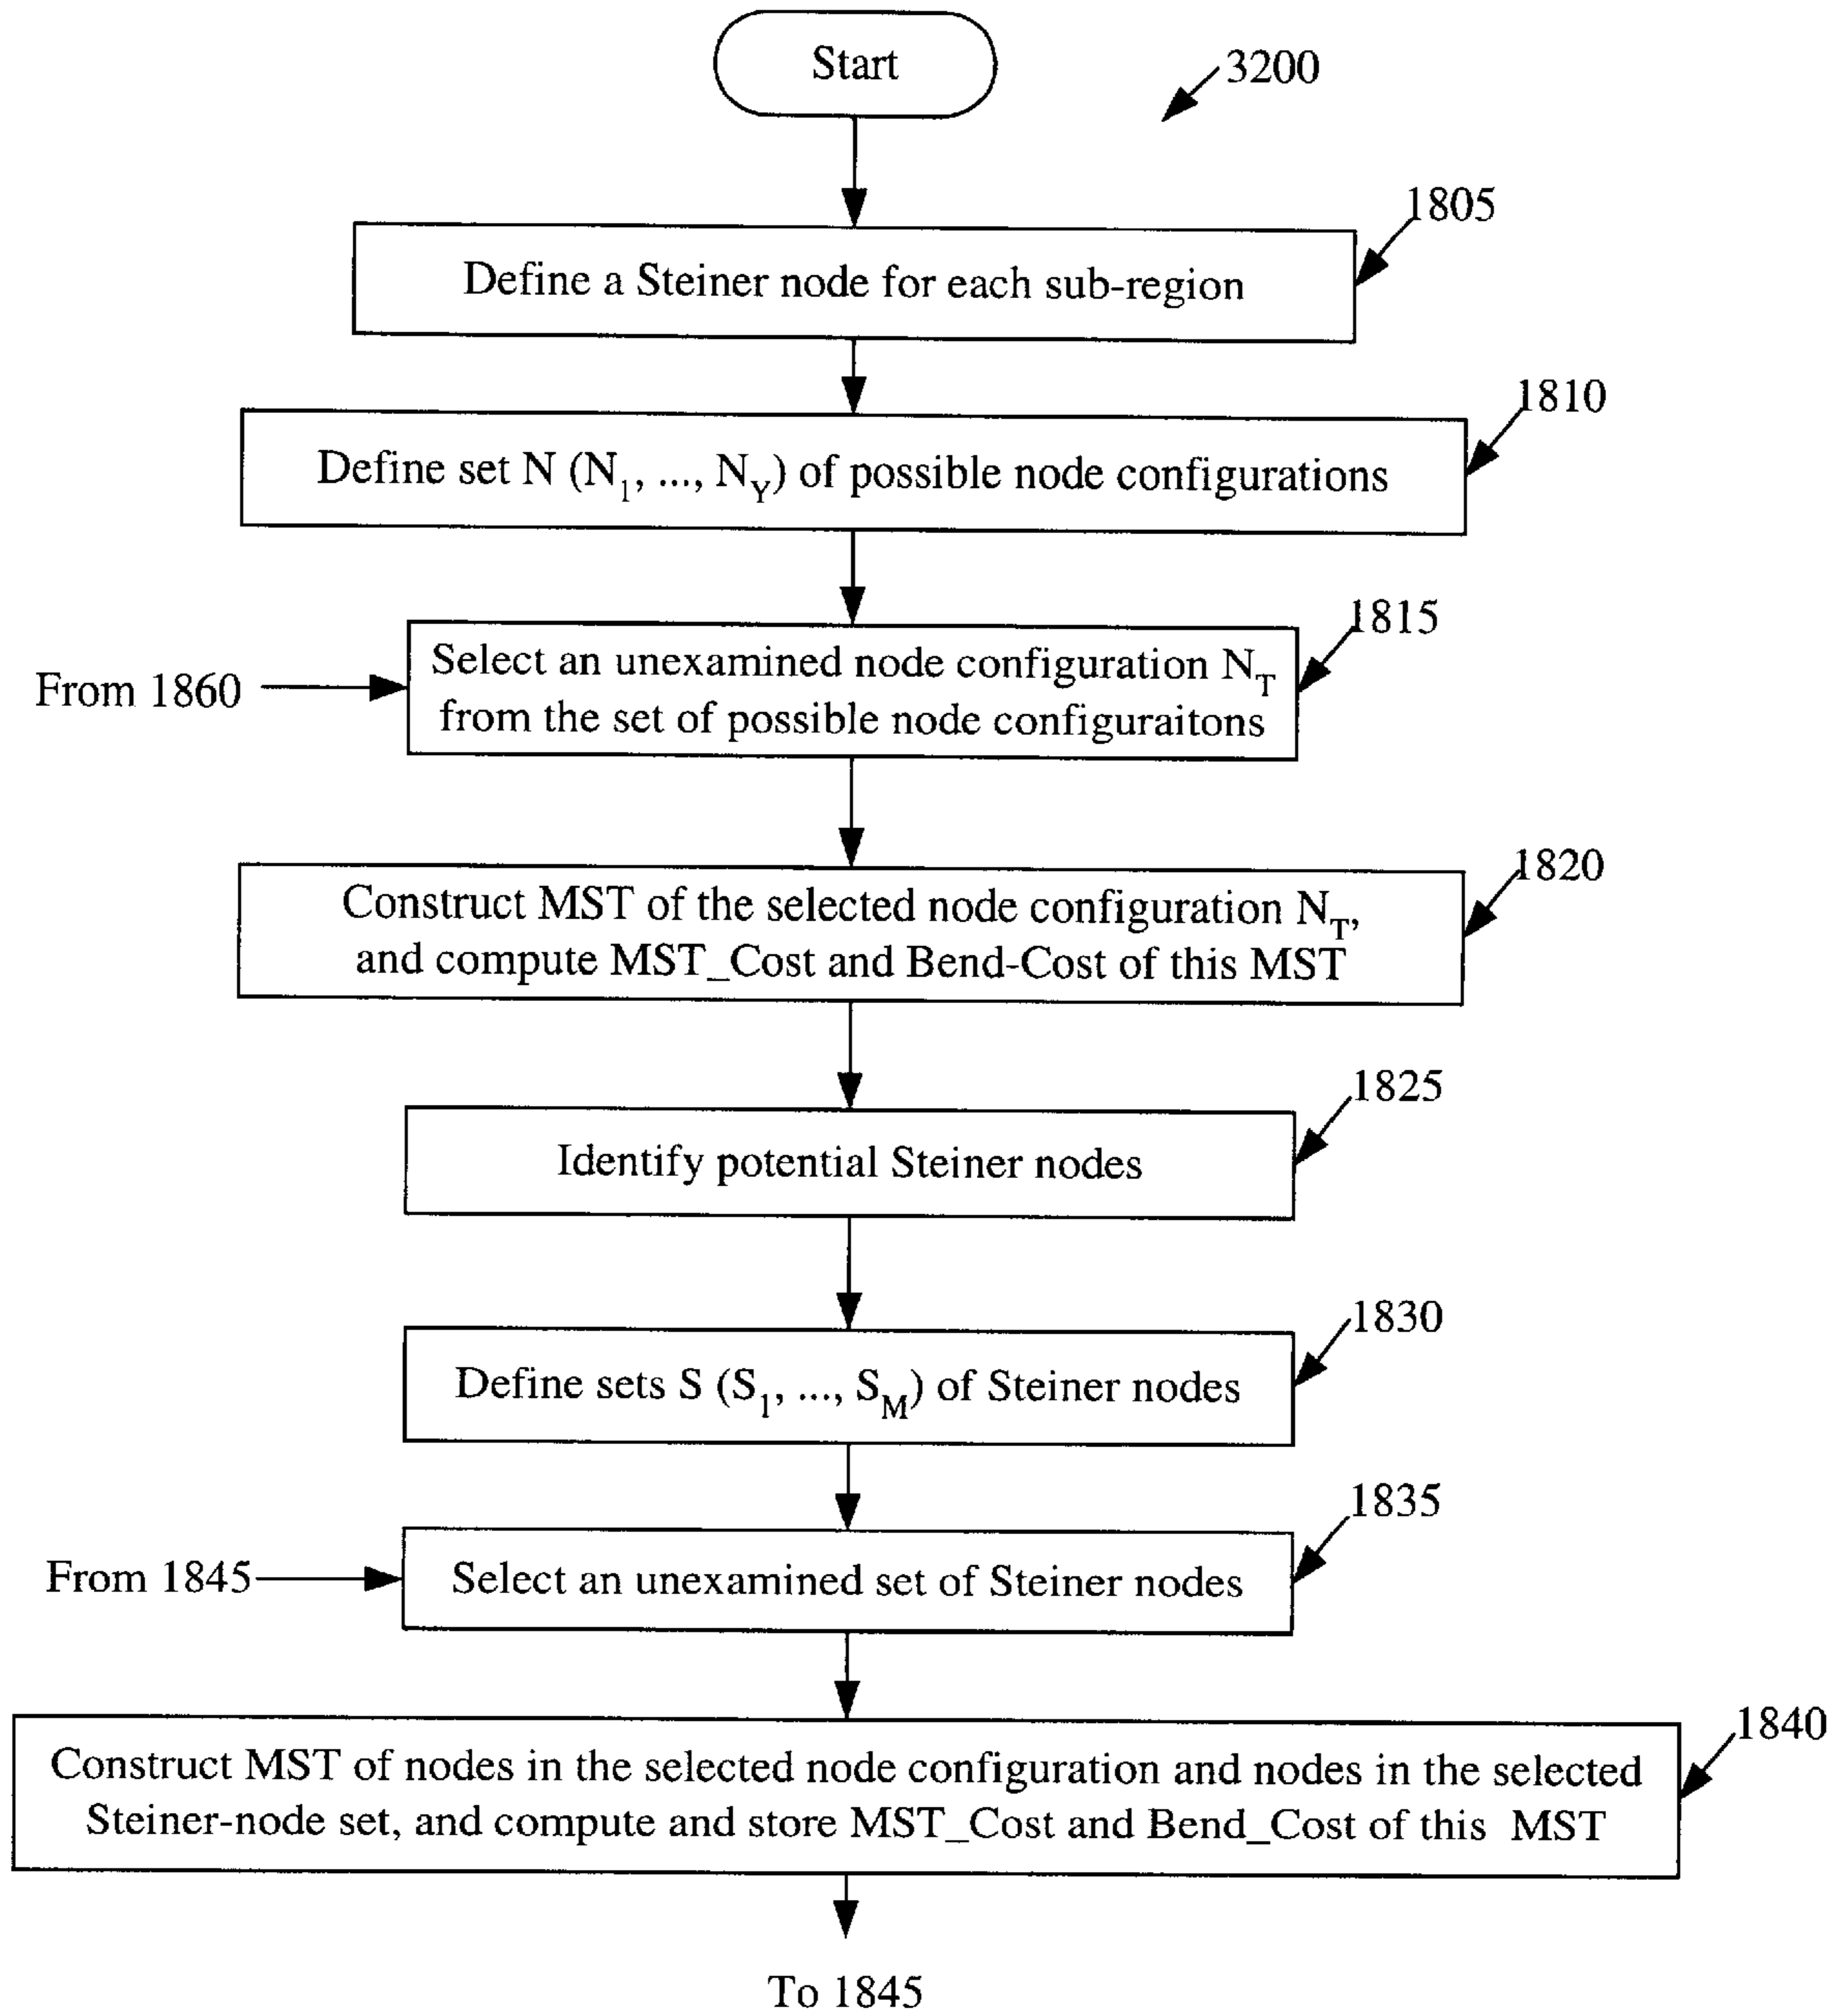 Start
3200
1805
Define a Steiner node for each sub-region
1810
Define set N (N1, ..., NY) of possible node configurations
1815
Select an unexamined node configuration NT
From 1860
from the set of possible node configuraitons
1820
Construct MST of the selected node configuration NT,
and compute MST_Cost and Bend-Cost of this MST
1825
Identify potential Steiner nodes
1830
Define sets S (S1, ..., SM) of Steiner nodes
1835
From 1845
Select an unexamined set of Steiner nodes
1840
Construct MST of nodes in the selected node configuration and nodes in the selected
Steiner-node set, and compute and store MST_Cost and Bend_Cost of this MST
To 1845